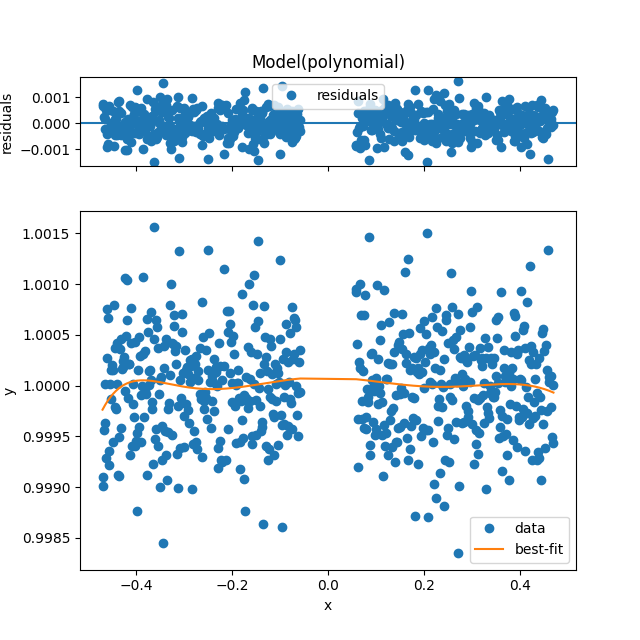 Model(polynomial)
residuals
0.001
0.000
−0.001
residuals
1.0015
1.0010
1.0005
1.0000
0.9995
0.9990
0.9985
y
data
best-fit
−0.4
−0.2
0.0
0.2
0.4
x